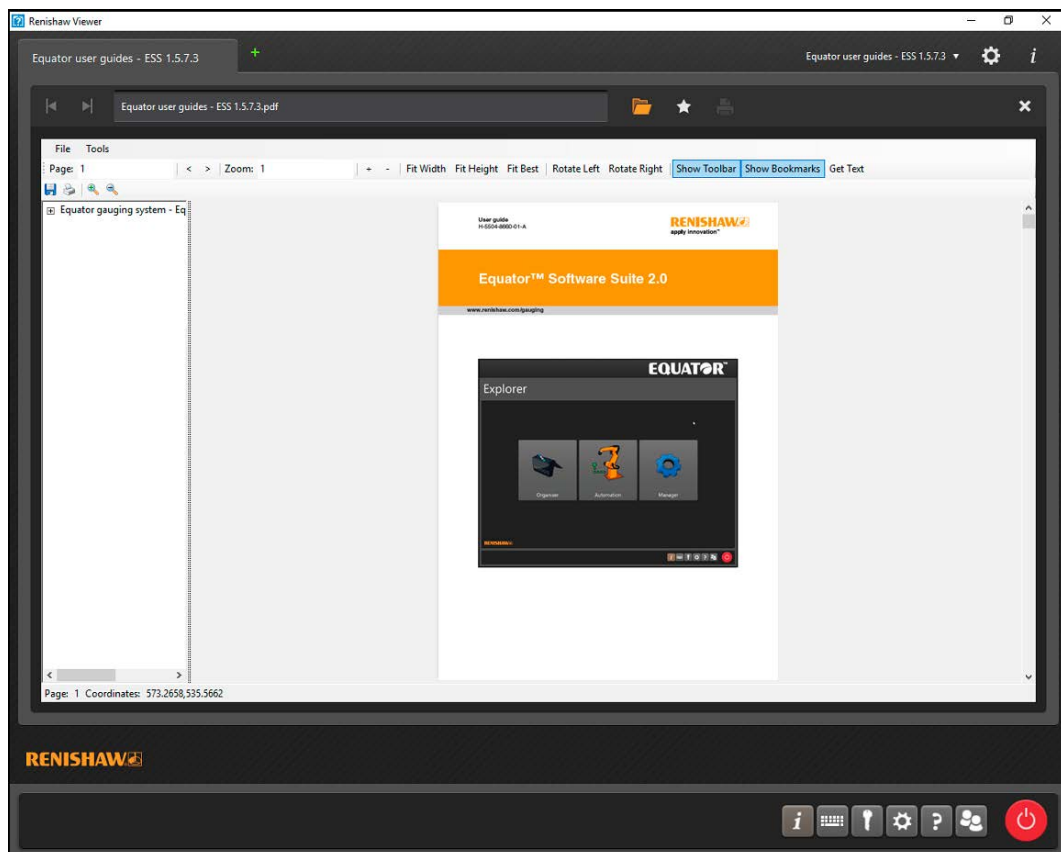 Renishaw Viewer
Equator user guides - ESS 1.5.7.3
+
Equator user guides - ESS 1.5.7.3
i
Equator user guides - ESS 1.5.7.3.pdf
File Tools
Page: 1 < > Zoom: 1 + - Fit Width Fit Height Fit Best Rotate Left Rotate Right Show Toolbar Show Bookmarks Get Text
Equator gauging system - Eq
User guide
RENISHAW
apply innovation™
Equator™ Software Suite 2.0
www.renishaw.com/gauging
EQUATOR™
Explorer
Organiser Automation Manager
RENISHAW
Page: 1 Coordinates: 573.2658,535.5662
RENISHAW
i ?